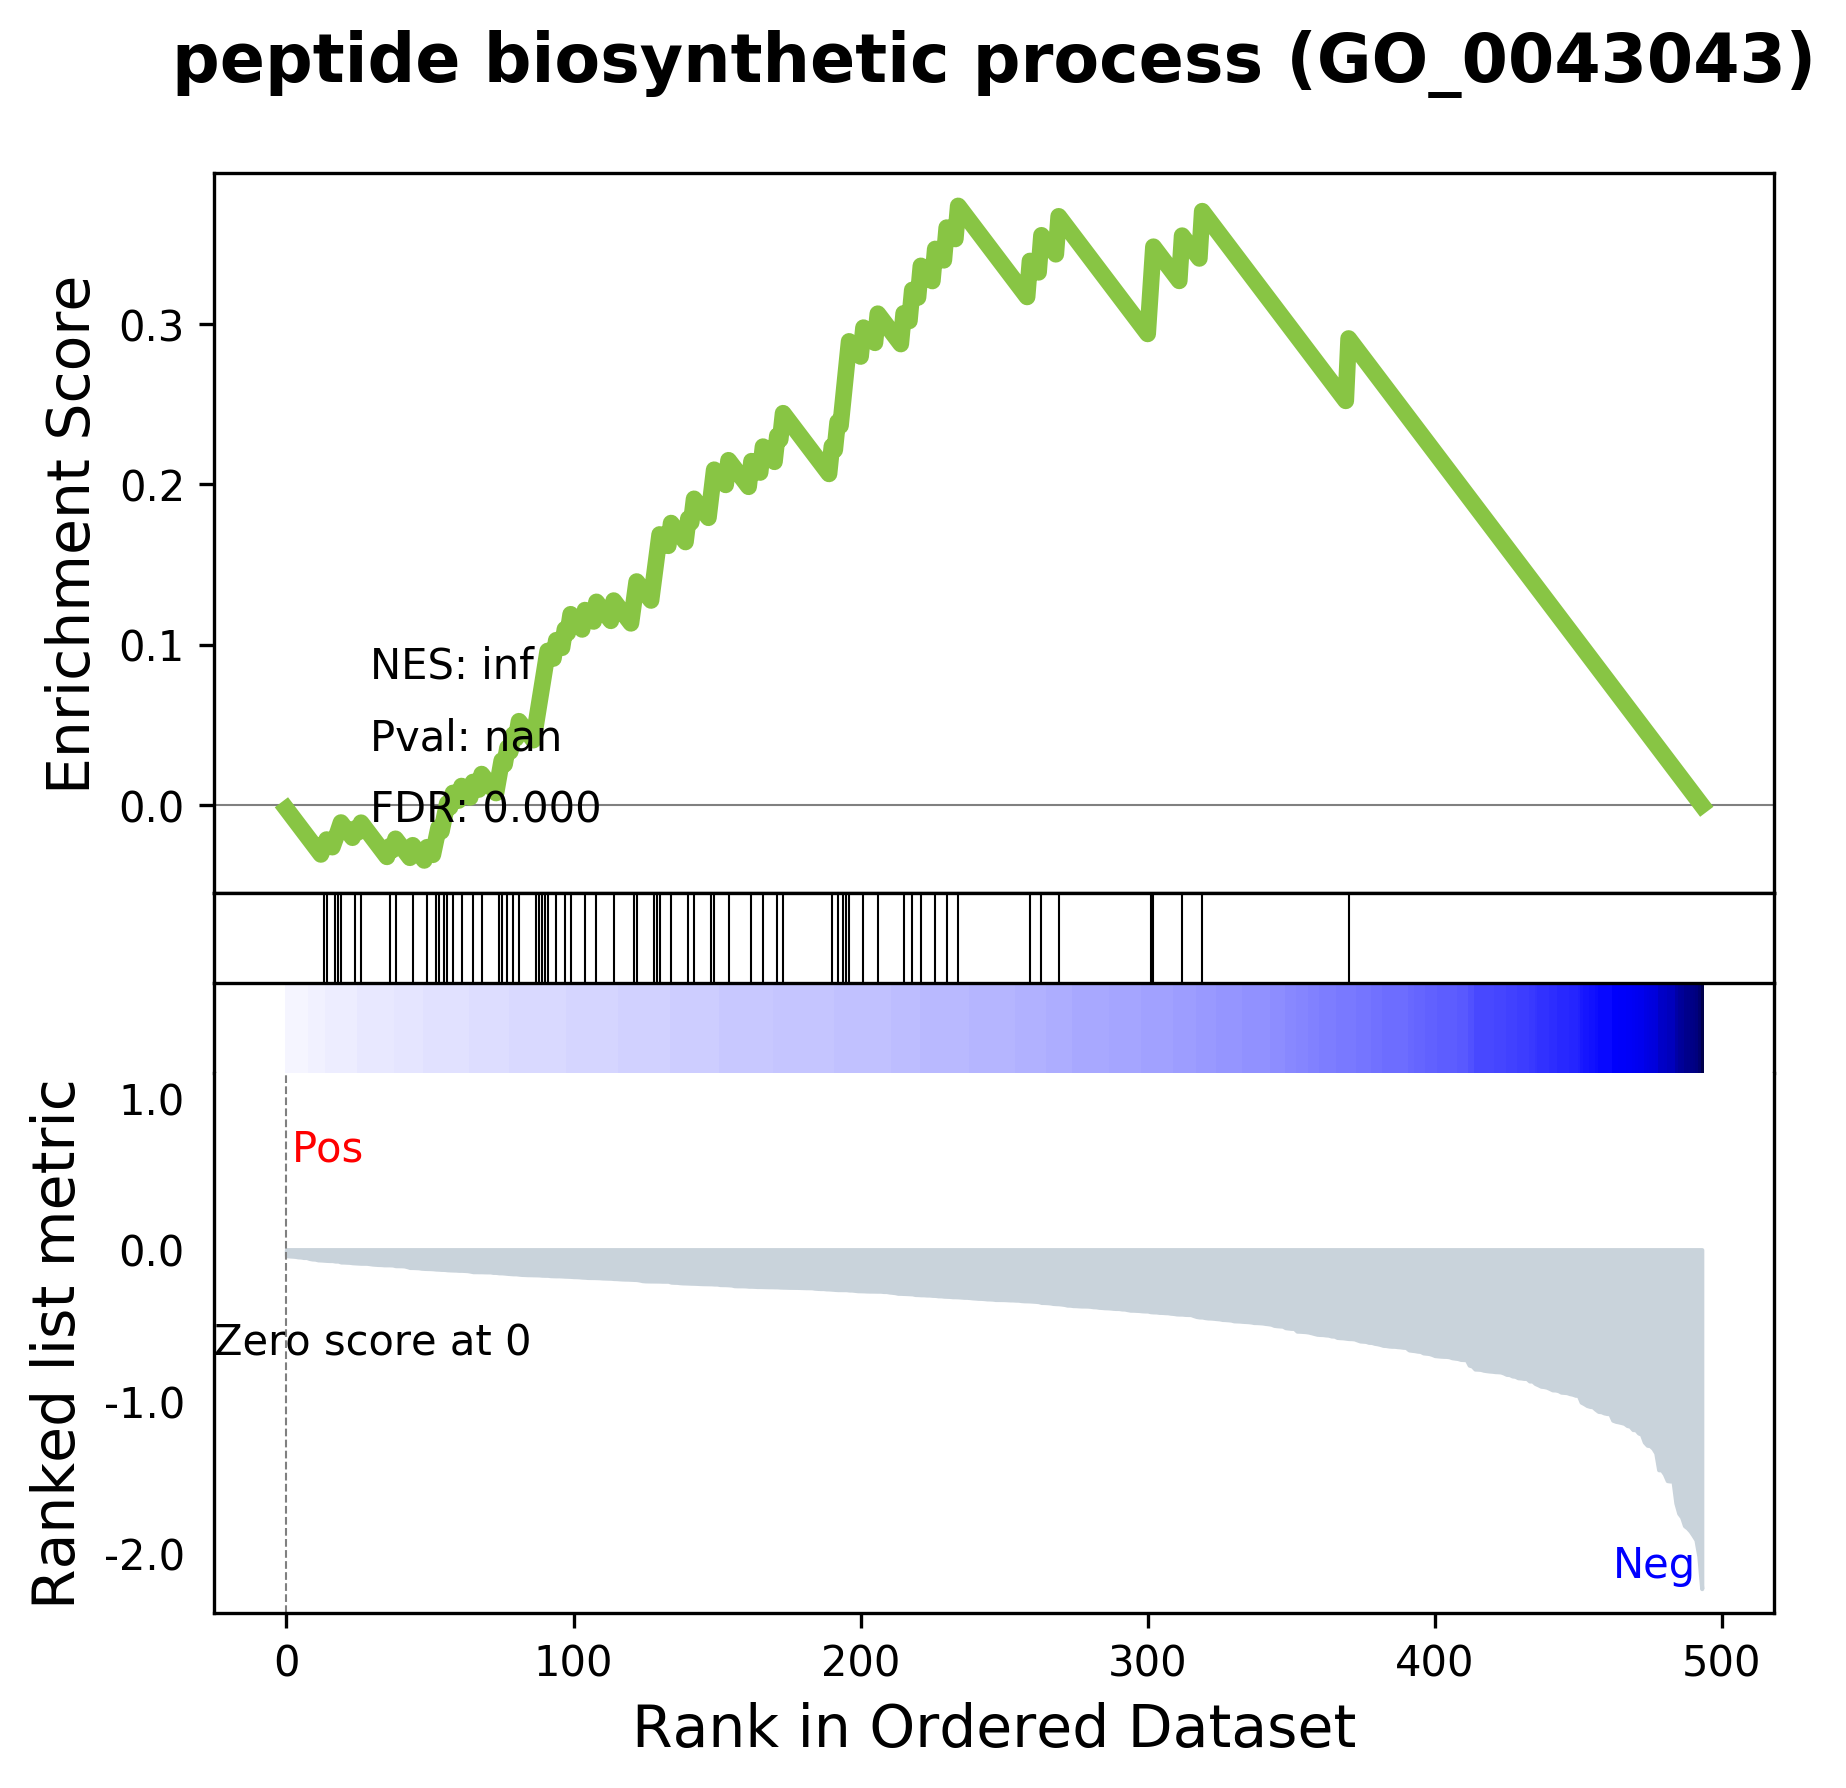 peptide biosynthetic process (GO_0043043)
Enrichment Score
0.3
0.2
0.1
0.0
NES: inf
Pval: nan
FDR: 0.000
Ranked list metric
1.0
0.0
-1.0
-2.0
Pos
Zero score at 0
Neg
0 100 200 300 400 500
Rank in Ordered Dataset